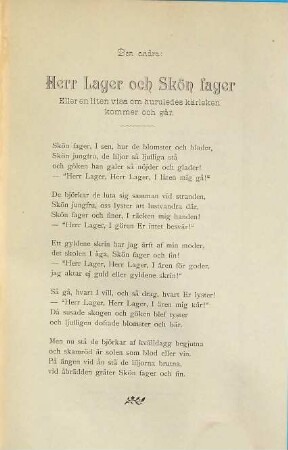 Den andra:
Herr Lager och Skön fager
Eller en liten visa om huruledes kärleken
kommer och går.
Skön fager, I sen, hur de blomster och blader,
Skön jungfru, de liljor så ljufliga stå
och göken han galer så nöjder och glader!
— "Herr Lager, Herr Lager, I låten mig gå!"
De björkar de luta sig samman vid stranden,
Skön jungfru, oss lyster att lustvandra där,
Skön fager och finer, I räcken mig handen!
— "Herr Lager, I gören Er intet besvär!"
Ett gyldene skrin har jag ärft af min moder,
det skolen I äga, Skön fager och fin!
— "Herr Lager, Herr Lager, I ären för goder,
jag aktar ej guld eller gyldene skrin!"
Så gå, hvart I vill, och så drag, hvart Er lyster!
— "Herr Lager, Herr Lager, I ären mig kär!"
Då susade skogen och göken blef tyster
och ljufligen doftade blomster och bär.
Men nu stå de björkar af kvälldagg begjutna
och skamröd är solen som blod eller vin.
På ängen vid ån stå de liljorna brutna,
vid åbrädden gråter Skön fager och fin.